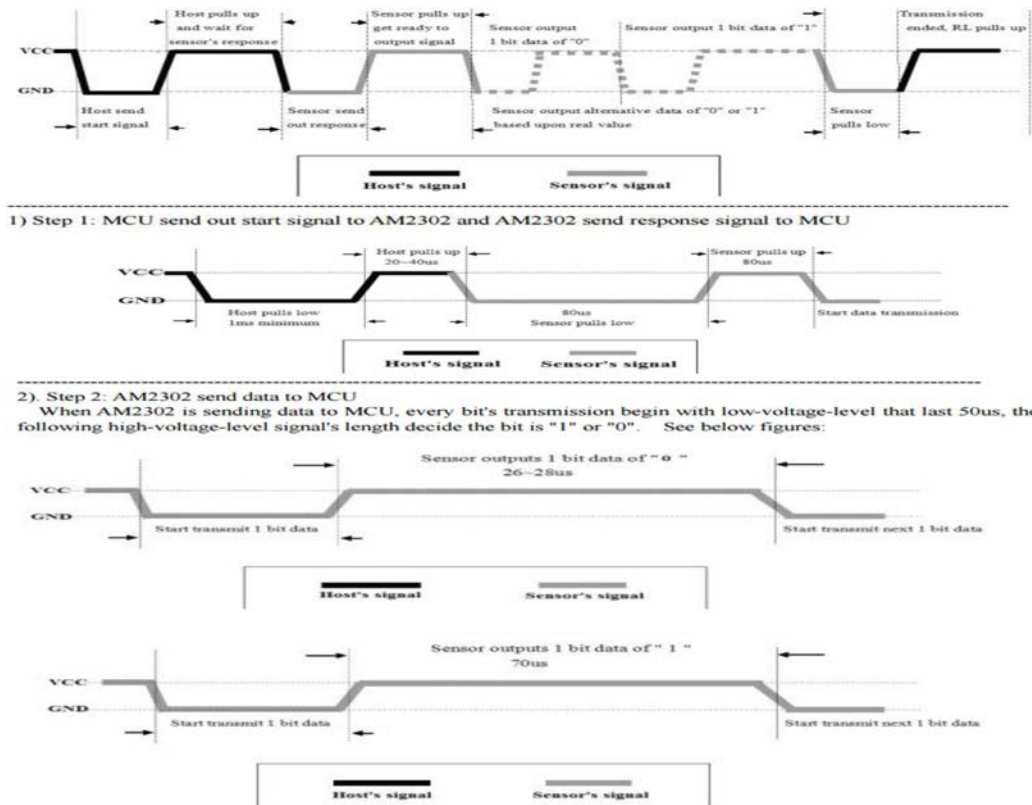 Host pulls up
and wait for
sensor's response
Sensor pulls up
get ready to
output signal
Sensor output
1 bit data of "0"
Sensor output 1 bit data of "1"
Transmission
ended, RL pulls up
VCC
GND
Host send
start signal
Sensor send
out response
Sensor output alternative data of "0" or "1"
based upon real value
Sensor
pulls low
Host's signal
Sensor's signal
1) Step 1: MCU send out start signal to AM2302 and AM2302 send response signal to MCU
Host pulls up
20~40us
Sensor pulls up
80us
VCC
GND
Host pulls low
1ms minimum
80us
Sensor pulls low
Start data transmission
Host's signal
Sensor's signal
2). Step 2: AM2302 send data to MCU
When AM2302 is sending data to MCU, every bit's transmission begin with low-voltage-level that last 50us, the
following high-voltage-level signal's length decide the bit is "1" or "0". See below figures:
Sensor outputs 1 bit data of " 0 "
26~28us
VCC
GND
Start transmit 1 bit data
Start transmit next 1 bit data
Host's signal
Sensor's signal
Sensor outputs 1 bit data of " 1 "
70us
VCC
GND
Start transmit 1 bit data
Start transmit next 1 bit data
Host's signal
Sensor's signal